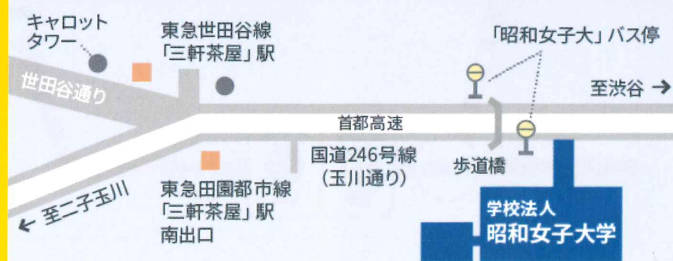 キャロット
タワー
東急世田谷線
「三軒茶屋」駅
「昭和女子大」バス停
至渋谷 →
世田谷通り
首都高速
国道246号線
（玉川通り）
歩道橋
東急田園都市線
「三軒茶屋」駅
南出口
← 至二子玉川
学校法人
昭和女子大学